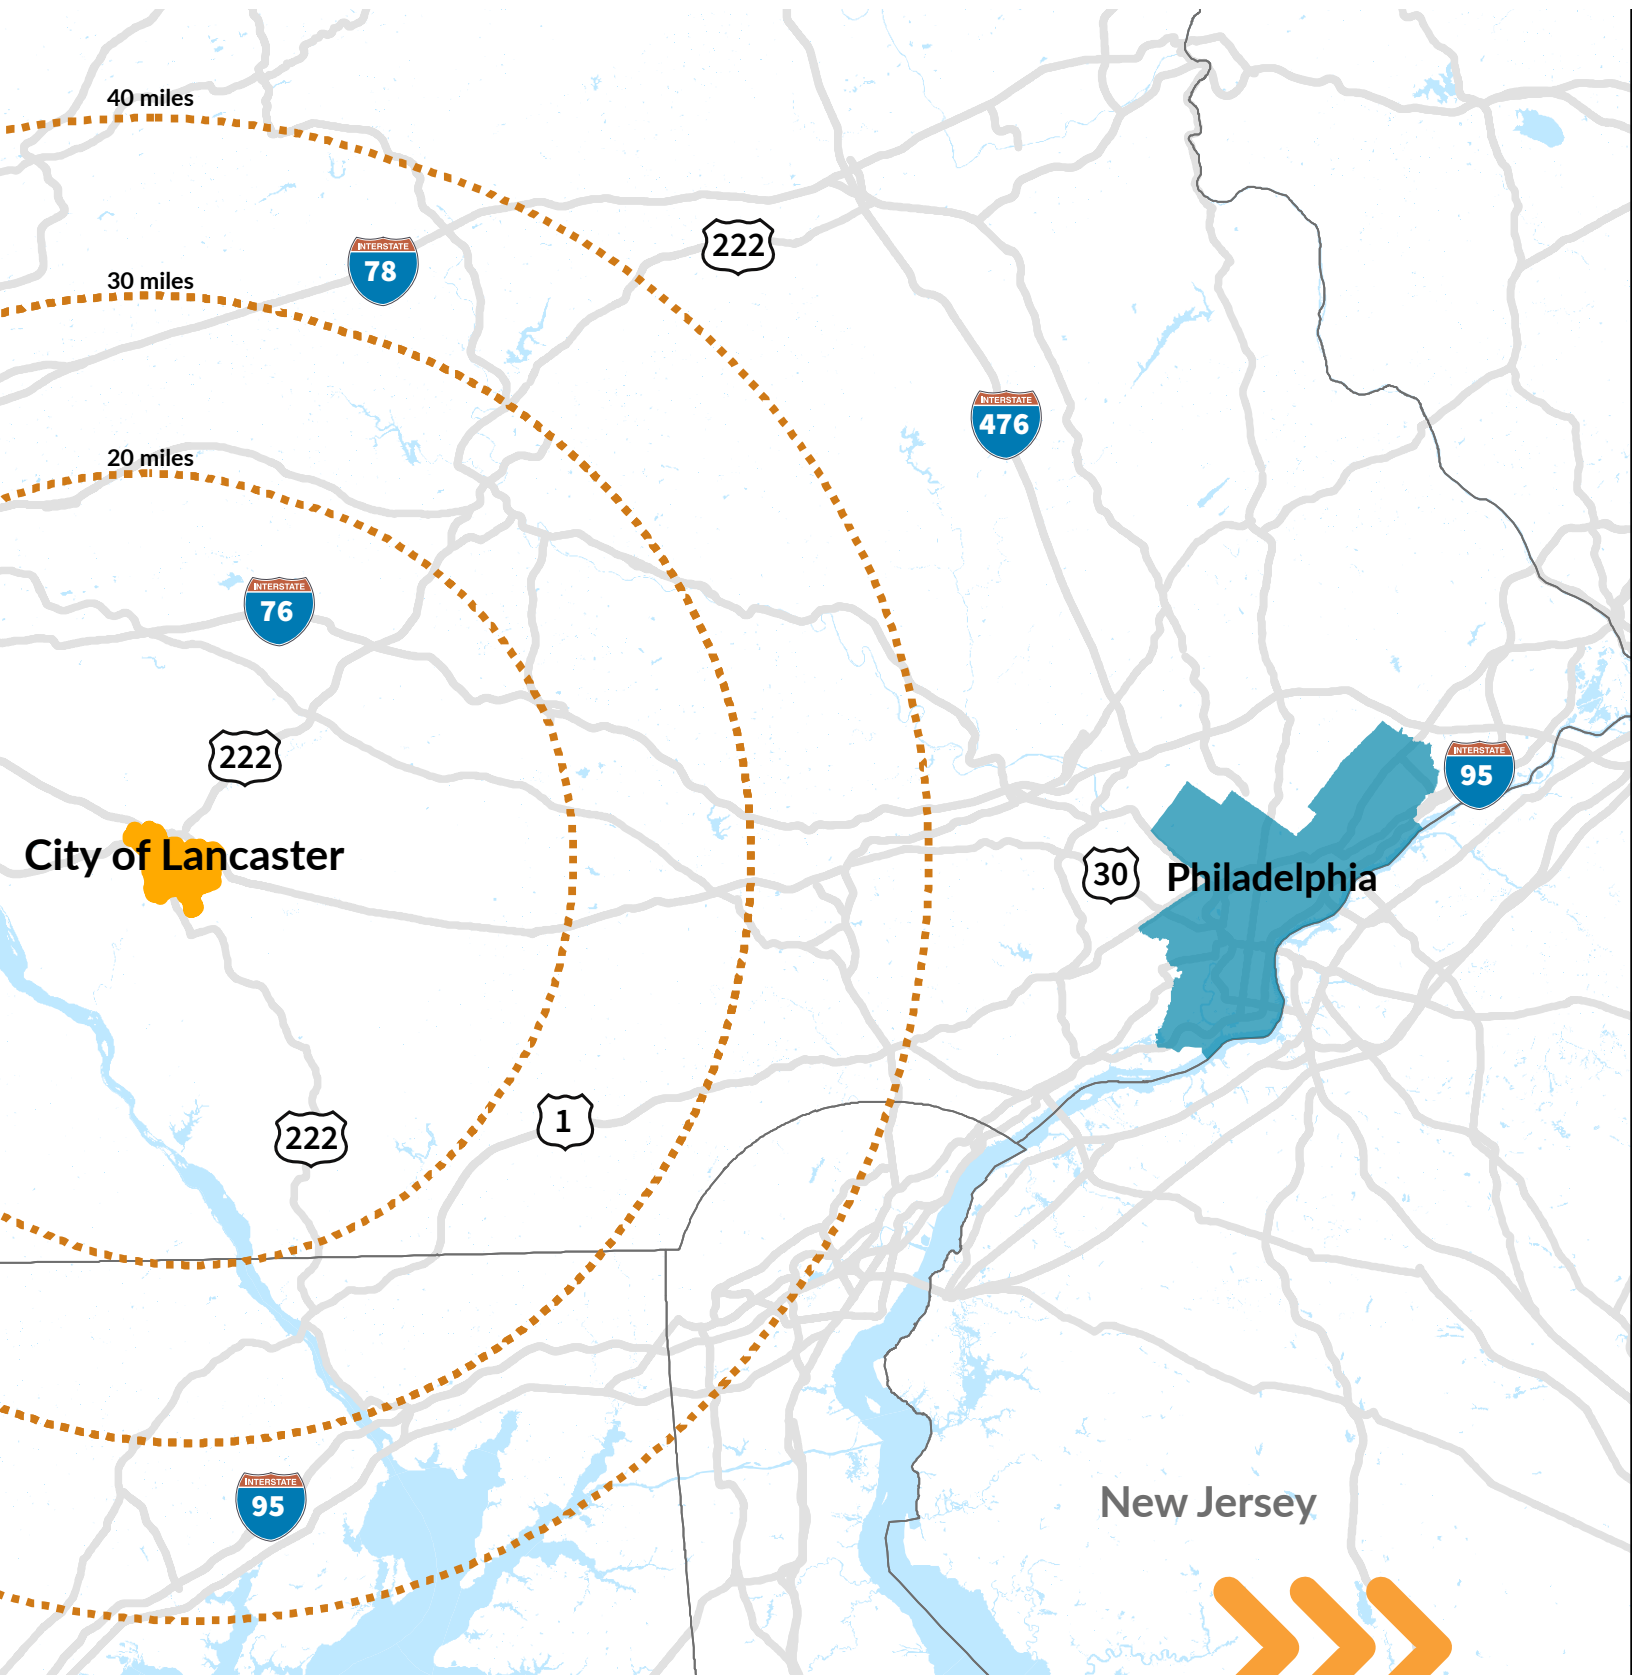 40 miles
222
INTERSTATE
78
30 miles
INTERSTATE
476
20 miles
INTERSTATE
76
222
INTERSTATE
95
City of Lancaster
30
Philadelphia
1
222
INTERSTATE
95
New Jersey